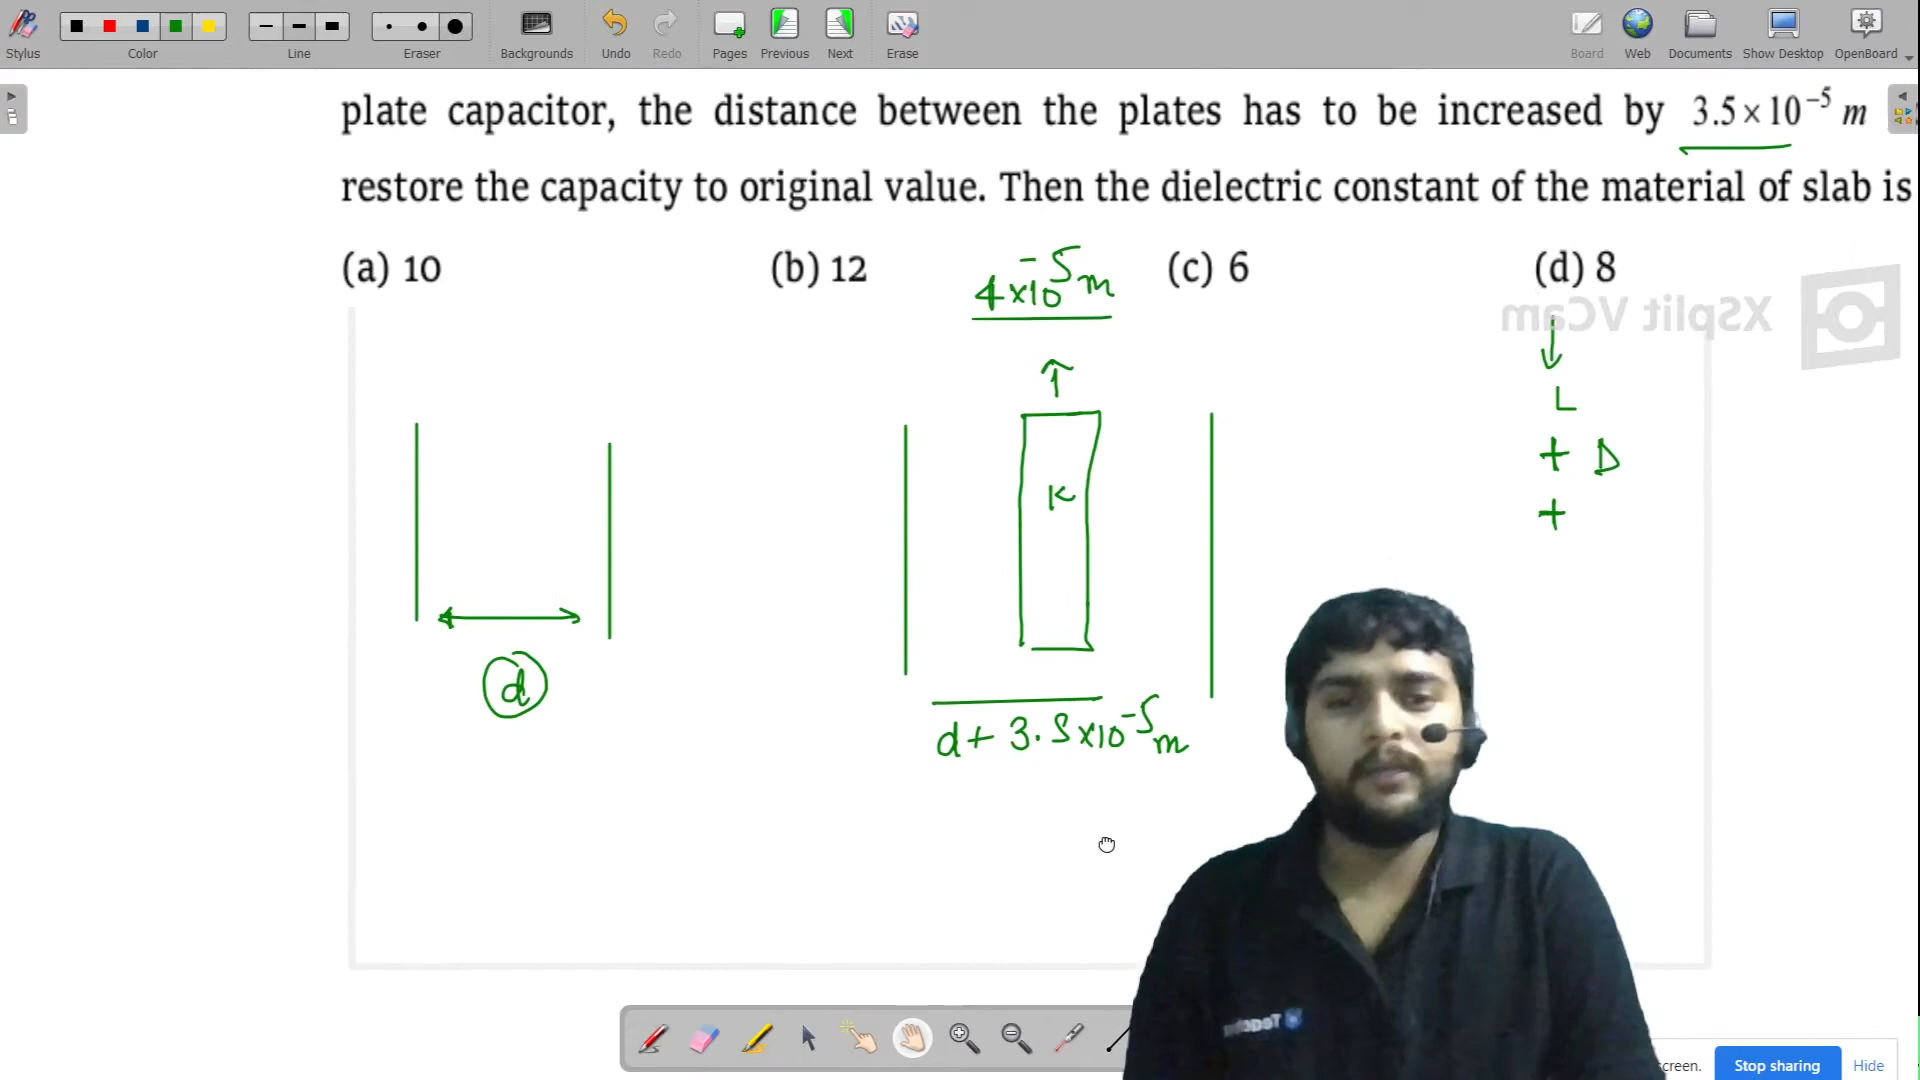 Stylus Color Line Eraser Backgrounds Undo Redo Pages Previous Next Erase Board Web Documents Show Desktop OpenBoard
plate capacitor, the distance between the plates has to be increased by 3.5×10⁻⁵ m
restore the capacity to original value. Then the dielectric constant of the material of slab is
(a) 10 (b) 12 (c) 6 (d) 8
4×10⁻⁵ m
XSplit VCam
L
+ D
+
K
d
d + 3.5×10⁻⁵ m
screen. Stop sharing Hide